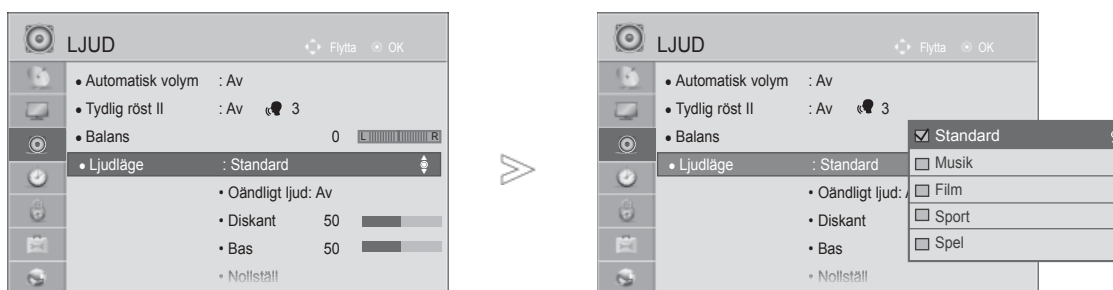 LJUD
Flytta OK
• Automatisk volym : Av
• Tydlig röst II : Av 3
• Balans 0 L R
• Ljudläge : Standard
• Oändligt ljud: Av
• Diskant 50
• Bas 50
• Nollställ
LJUD
Flytta OK
• Automatisk volym : Av
• Tydlig röst II : Av 3
• Balans
• Ljudläge : Standard
• Oändligt ljud:
• Diskant
• Bas
• Nollställ
Standard
Musik
Film
Sport
Spel